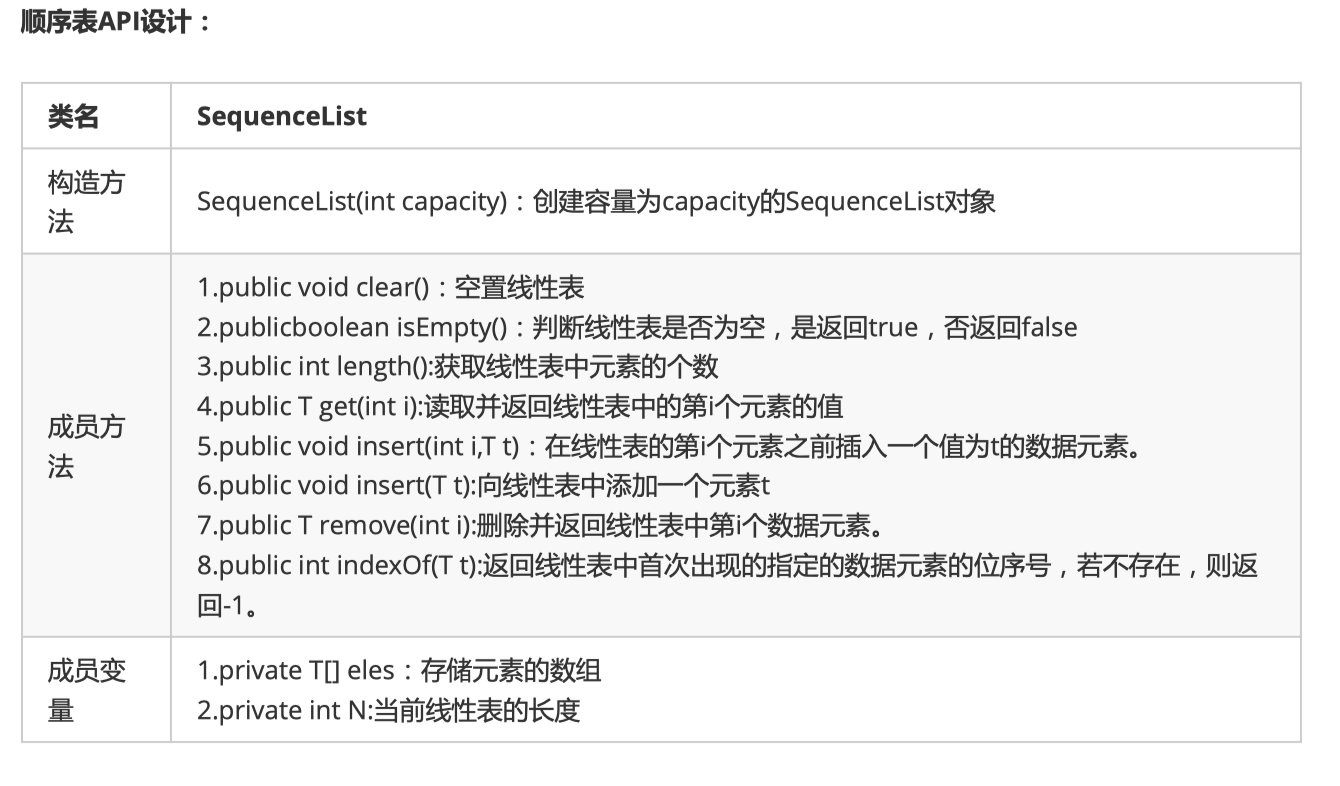 顺序表API设计：
类名
SequenceList
构造方
法
SequenceList(int capacity)：创建容量为capacity的SequenceList对象
成员方
法
1.public void clear()：空置线性表
2.publicboolean isEmpty()：判断线性表是否为空，是返回true，否返回false
3.public int length():获取线性表中元素的个数
4.public T get(int i):读取并返回线性表中的第i个元素的值
5.public void insert(int i,T t)：在线性表的第i个元素之前插入一个值为t的数据元素。
6.public void insert(T t):向线性表中添加一个元素t
7.public T remove(int i):删除并返回线性表中第i个数据元素。
8.public int indexOf(T t):返回线性表中首次出现的指定的数据元素的位序号，若不存在，则返
回-1。
成员变
量
1.private T[] eles：存储元素的数组
2.private int N:当前线性表的长度